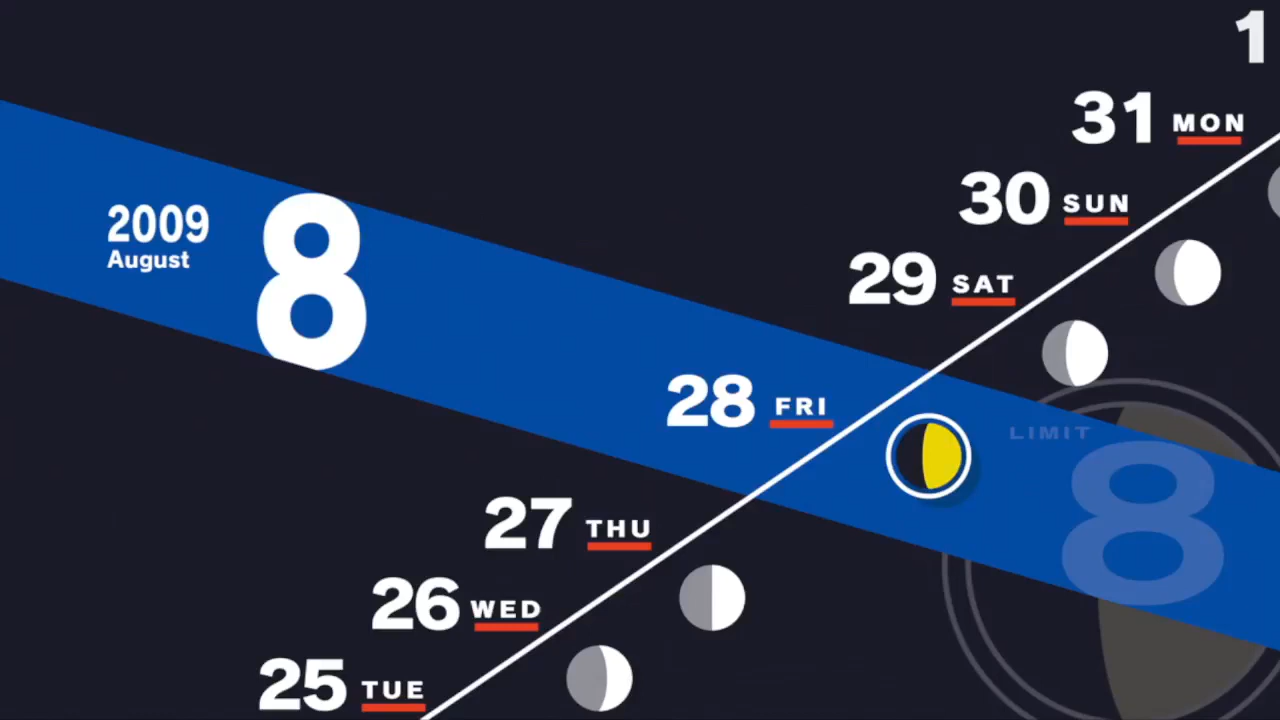 1
31 MON
30 SUN
2009
August
8
29 SAT
28 FRI
LIMIT
8
27 THU
26 WED
25 TUE